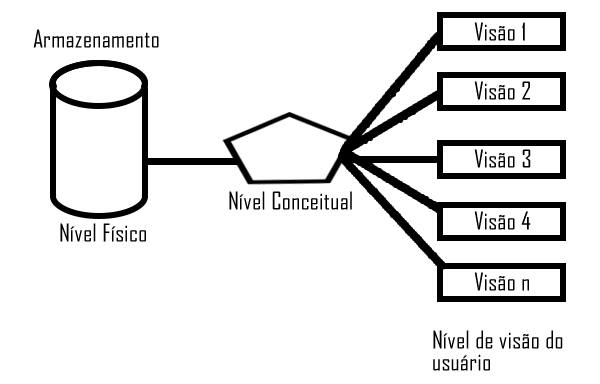 Armazenamento
Nível Físico
Nível Conceitual
Visão 1
Visão 2
Visão 3
Visão 4
Visão n
Nível de visão do
usuário